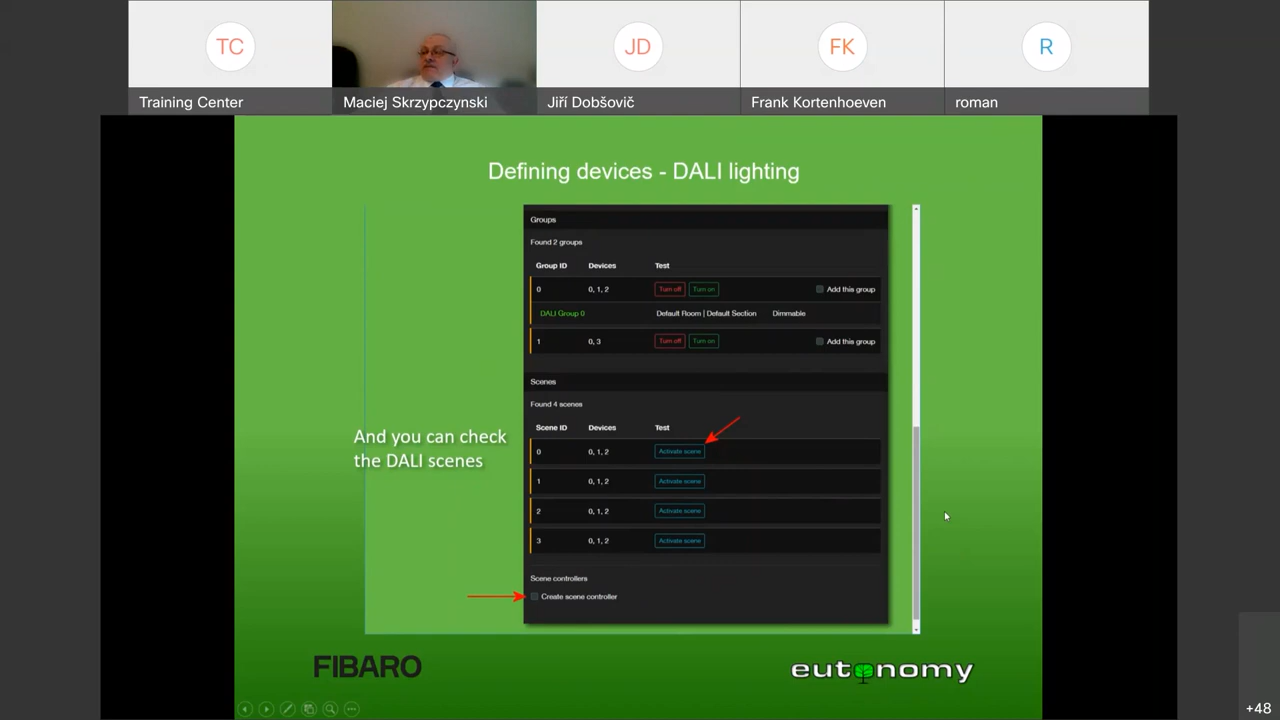 TC
JD
FK
R
Training Center
Maciej Skrzypczynski
Jiří Dobšovič
Frank Kortenhoeven
roman
Defining devices - DALI lighting
Groups
Found 2 groups
Group ID Devices Test
0 0, 1, 2 Turn off Turn on Add this group
DALI Group 0 Default Room | Default Section Dimmable
1 0, 3 Turn off Turn on Add this group
Scenes
Found 4 scenes
Scene ID Devices Test
And you can check
the DALI scenes
0 0, 1, 2 Activate scene
1 0, 1, 2 Activate scene
2 0, 1, 2 Activate scene
3 0, 1, 2 Activate scene
Scene controllers
Create scene controller
FIBARO
eutonomy
+48